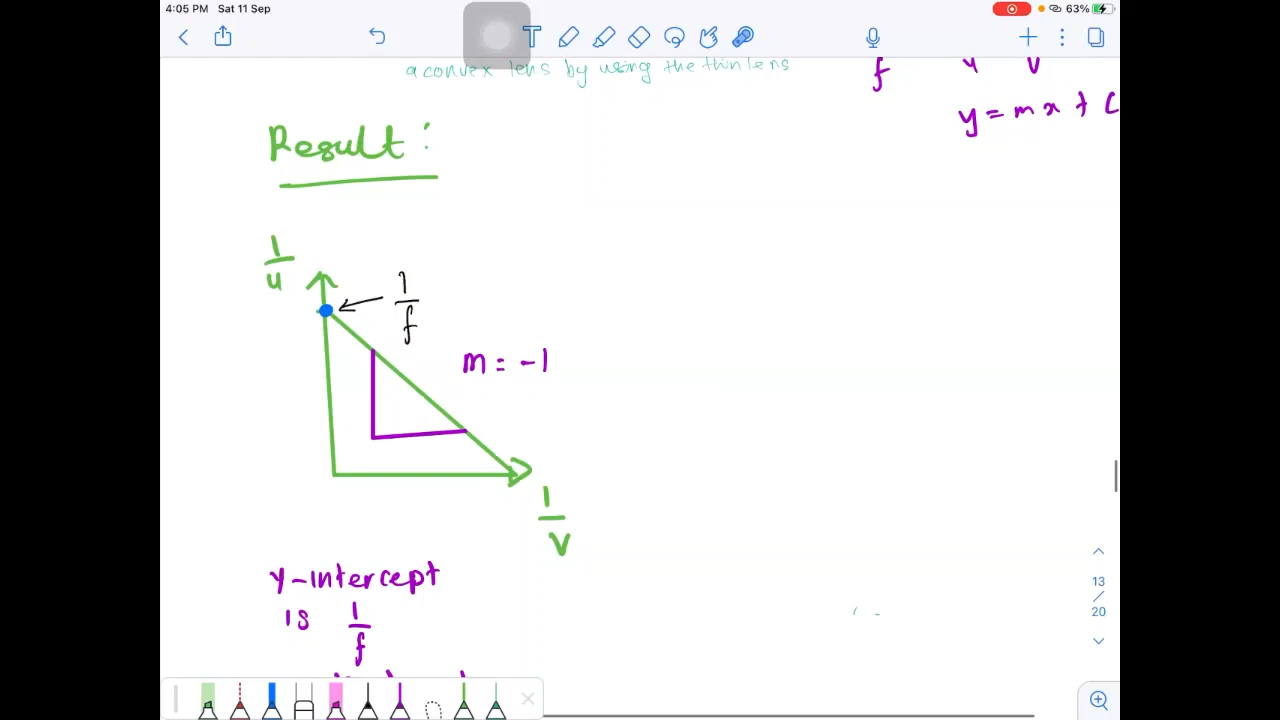 4:05 PM Sat 11 Sep
63%
T
a convex lens by using the thin lens
f u v
y = mx + C
Result:
1/u
1/f
m = -1
1/v
y-intercept
is 1/f
13
/
20